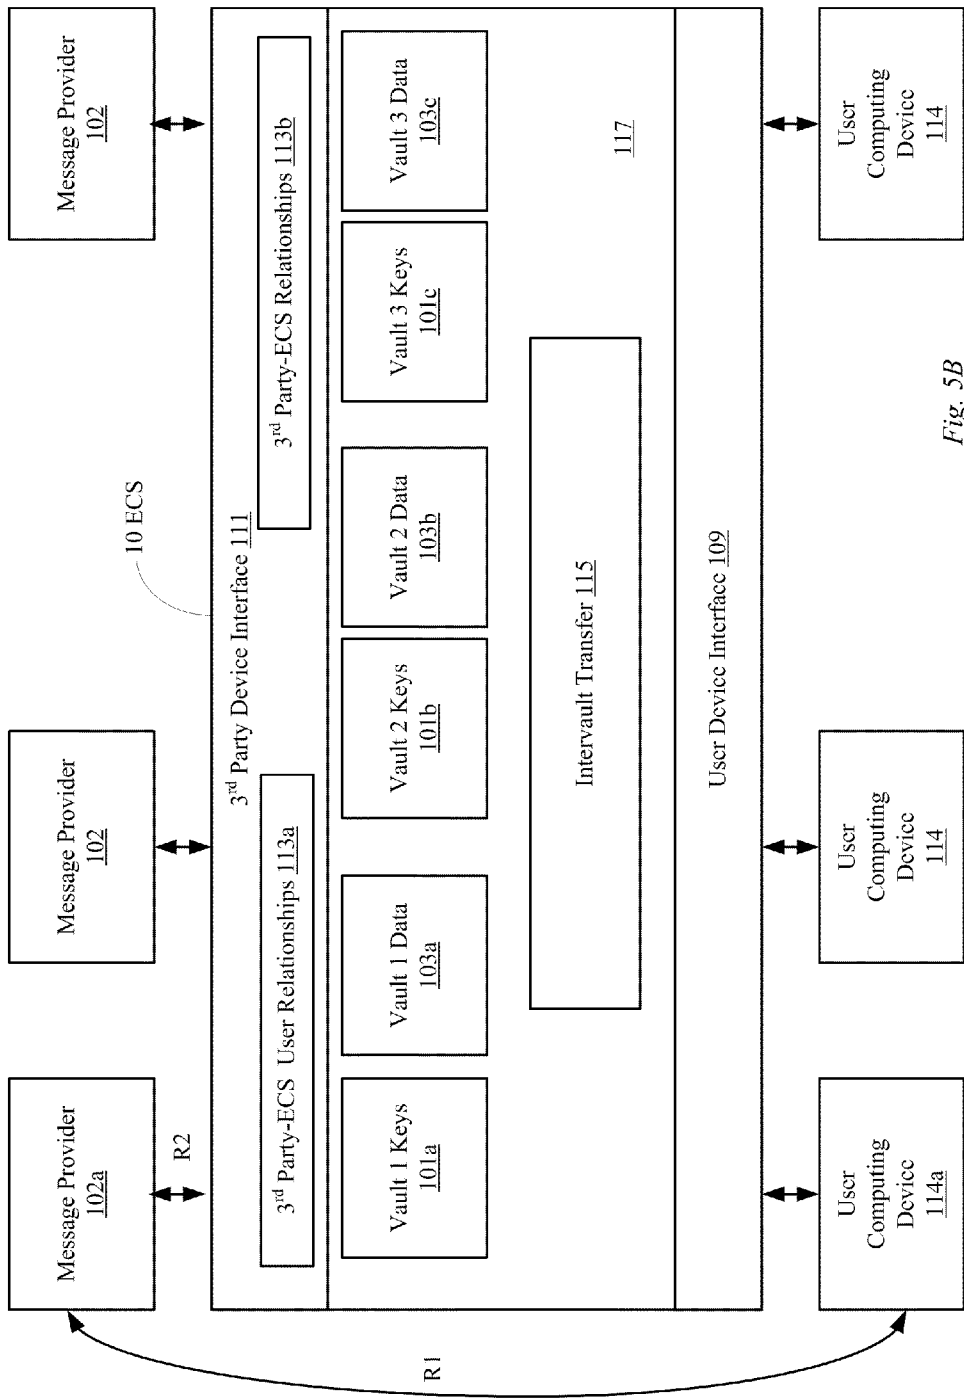 Message Provider
102a
Message Provider
102
Message Provider
102
R2
10 ECS
R1
3rd Party Device Interface 111
3rd Party-ECS User Relationships 113a
3rd Party-ECS Relationships 113b
Vault 1 Keys
101a
Vault 1 Data
103a
Vault 2 Keys
101b
Vault 2 Data
103b
Vault 3 Keys
101c
Vault 3 Data
103c
Intervault Transfer 115
117
User Device Interface 109
User
Computing
Device
114a
User
Computing
Device
114
User
Computing
Device
114
Fig. 5B